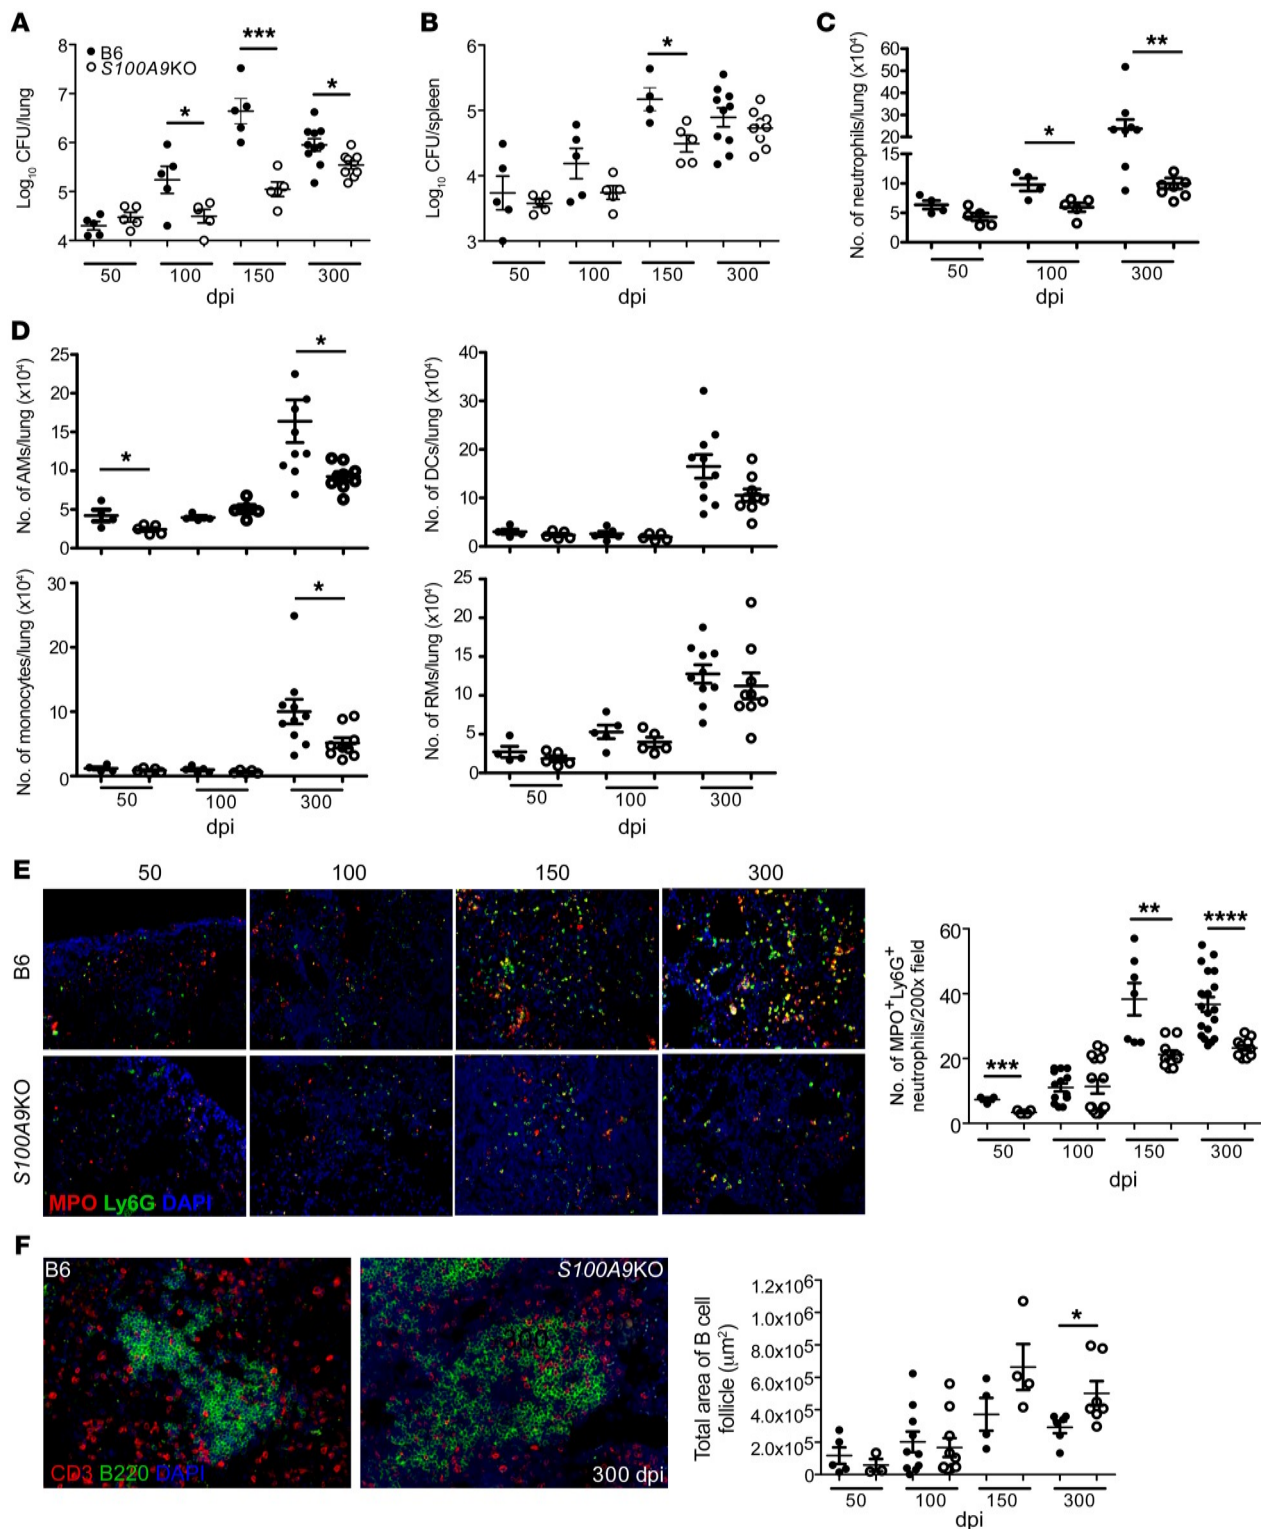 A
***
8
B6
S100A9KO
7
*
*
6
5
4
Log10 CFU/lung
50 100 150 300
dpi
B
*
6
5
4
3
Log10 CFU/spleen
50 100 150 300
dpi
C
**
60
50
40
30
20
*
15
10
5
0
No. of neutrophils/lung (x10⁴)
50 100 300
dpi
D
*
25
20
15
*
10
5
0
No. of AMs/lung (x10⁴)
40
30
20
10
0
No. of DCs/lung (x10⁴)
*
30
20
10
0
No. of monocytes/lung (x10⁴)
50 100 300
dpi
25
20
15
10
5
0
No. of RMs/lung (x10⁴)
50 100 300
dpi
E
50 100 150 300
B6
S100A9KO
MPO Ly6G DAPI
** ****
60
40
***
20
0
No. of MPO⁺Ly6G⁺
neutrophils/200x field
50 100 150 300
dpi
F
B6
CD3 B220 DAPI
S100A9KO
300 dpi
1.2x10⁶
1.0x10⁶
*
8.0x10⁵
6.0x10⁵
4.0x10⁵
2.0x10⁵
0
Total area of B cell
follicle (μm²)
50 100 150 300
dpi